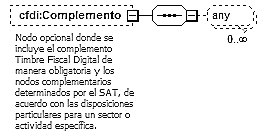 cfdi:Complemento
any
0..∞
Nodo opcional donde se
incluye el complemento
Timbre Fiscal Digital de
manera obligatoria y los
nodos complementarios
determinados por el SAT, de
acuerdo con las disposiciones
particulares para un sector o
actividad específica.